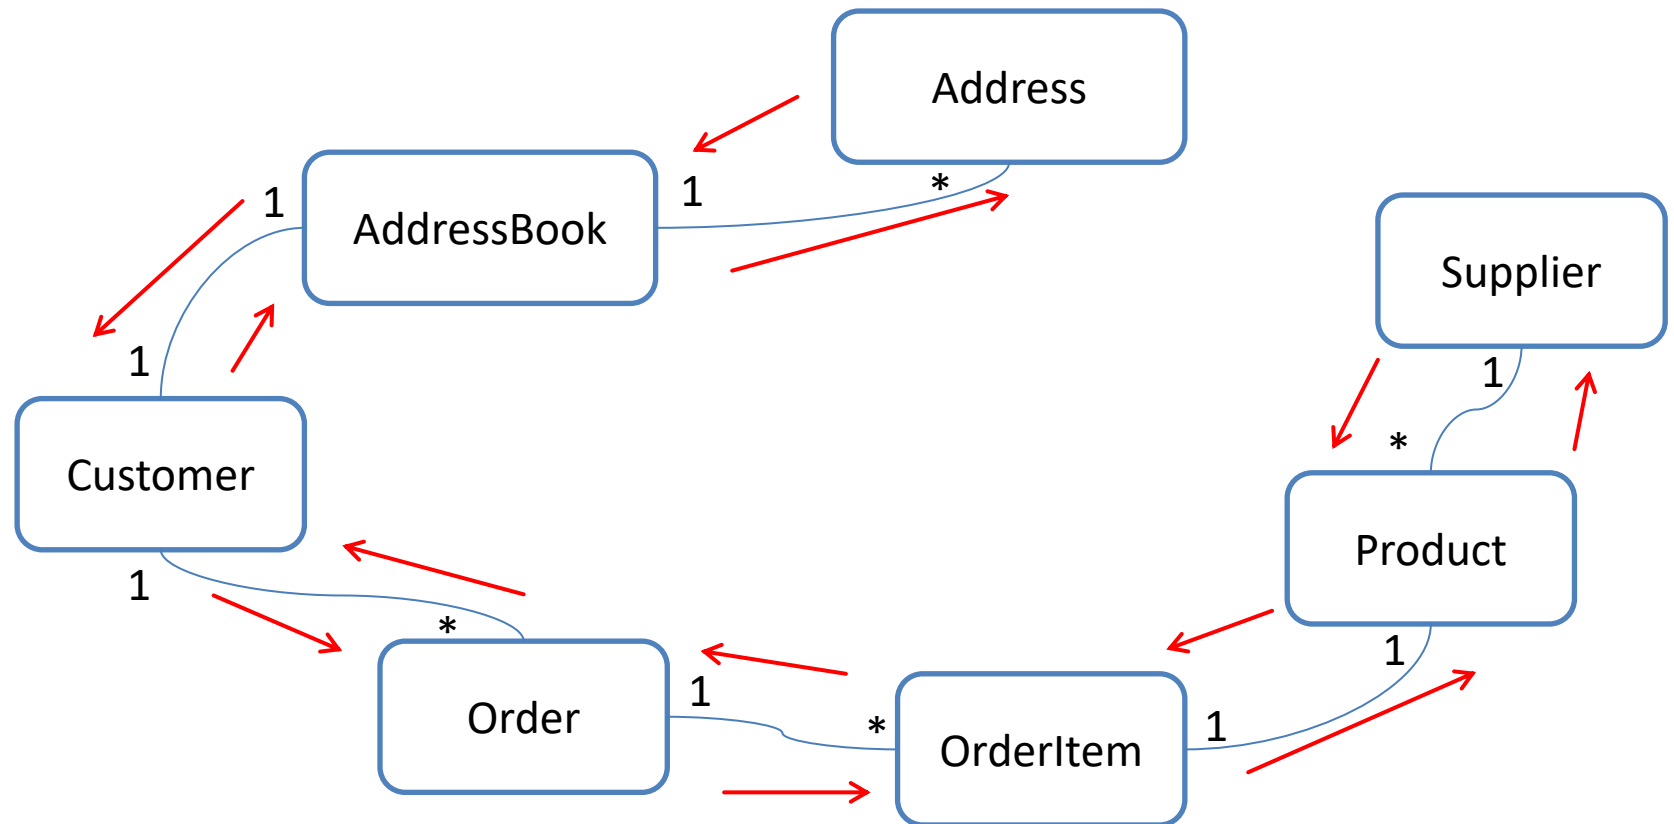 Address
1
*
1
AddressBook
Supplier
1
1
*
Customer
Product
1
*
1
1
Order
*
1
OrderItem